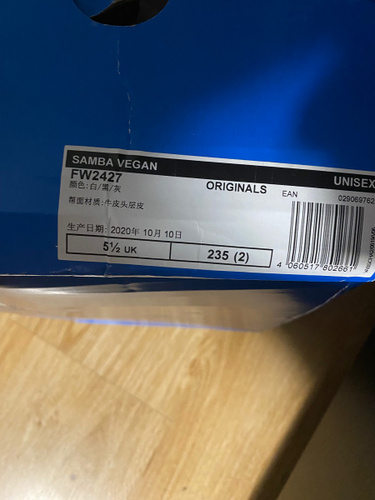 SAMBA VEGAN
UNISEX
FW2427
颜色: 白/黑/灰
ORIGINALS
EAN
029069762
帮面材质: 牛皮头层皮
生产日期: 2020年 10月 10日
5½ UK
235 (2)
4 060517 802661